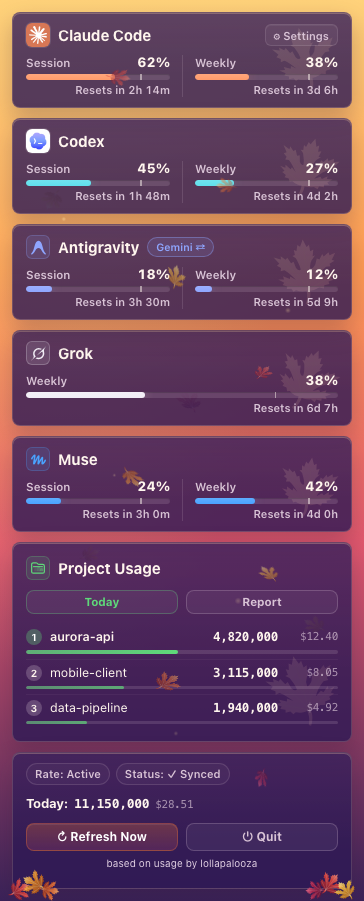 Claude Code
⚙ Settings
Session 62% Weekly 38%
Resets in 2h 14m Resets in 3d 6h
Codex
Session 45% Weekly 27%
Resets in 1h 48m Resets in 4d 2h
Antigravity Gemini ⇄
Session 18% Weekly 12%
Resets in 3h 30m Resets in 5d 9h
Grok
Weekly 38%
Resets in 6d 7h
Muse
Session 24% Weekly 42%
Resets in 3h 0m Resets in 4d 0h
Project Usage
Today Report
1 aurora-api 4,820,000 $12.40
2 mobile-client 3,115,000 $8.05
3 data-pipeline 1,940,000 $4.92
Rate: Active Status: ✓ Synced
Today: 11,150,000 $28.51
↻ Refresh Now ⏻ Quit
based on usage by lollapalooza